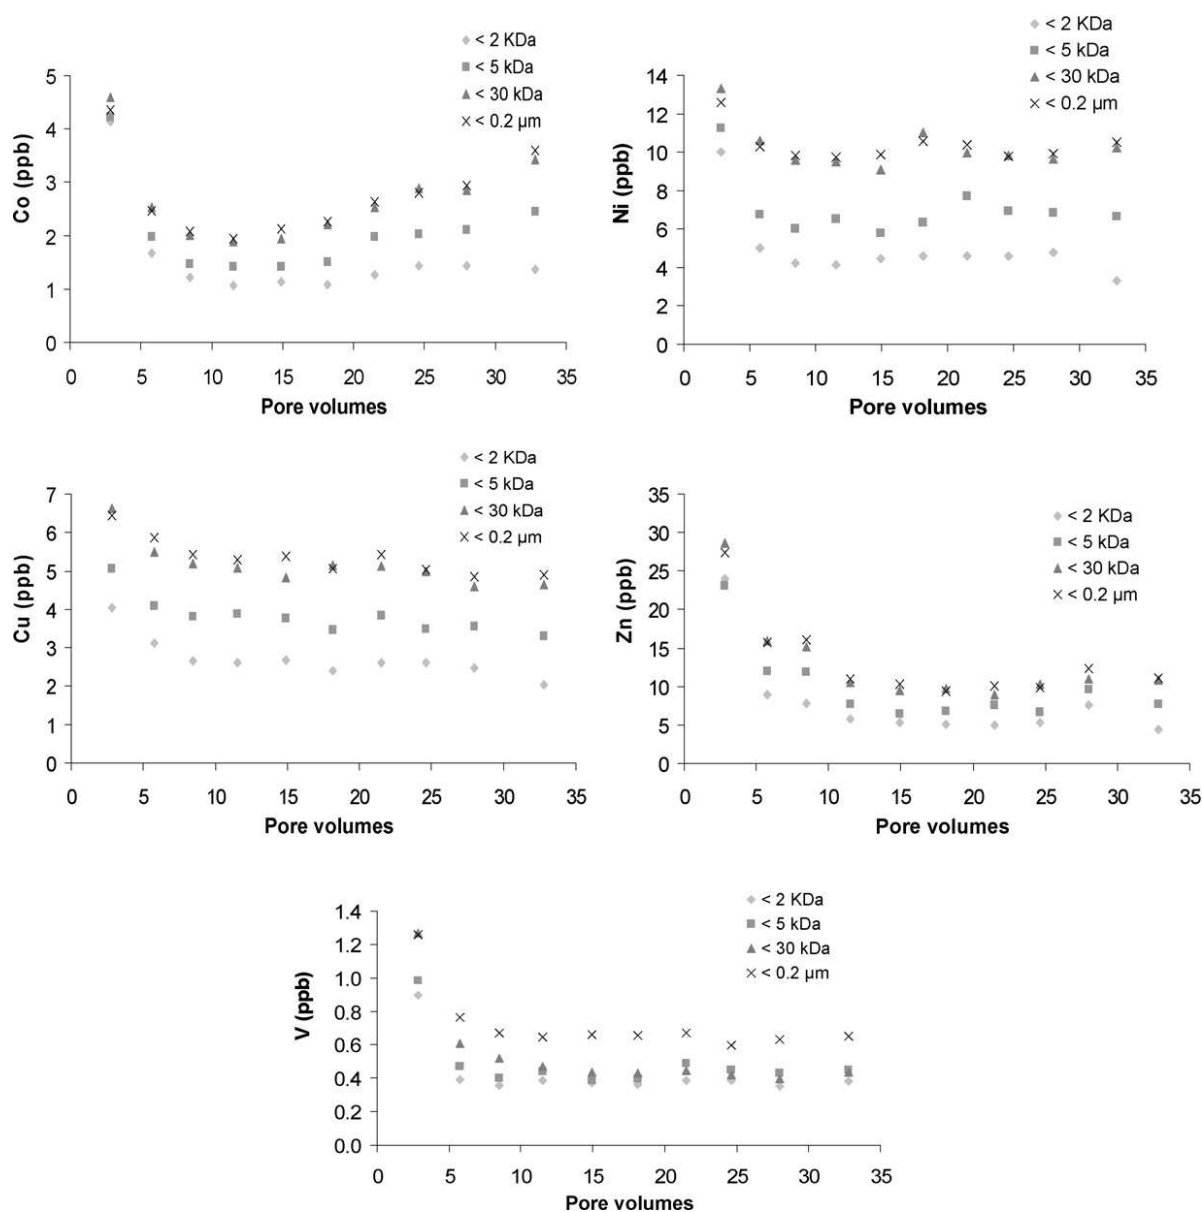 < 2 KDa
< 5 kDa
< 30 kDa
< 0.2 µm
Co (ppb)
5
4
3
2
1
0
0 5 10 15 20 25 30 35
Pore volumes
< 2 KDa
< 5 kDa
< 30 kDa
< 0.2 µm
Ni (ppb)
14
12
10
8
6
4
2
0
0 5 10 15 20 25 30 35
Pore volumes
< 2 KDa
< 5 kDa
< 30 kDa
< 0.2 µm
Cu (ppb)
7
6
5
4
3
2
1
0
0 5 10 15 20 25 30 35
Pore volumes
< 2 KDa
< 5 kDa
< 30 kDa
< 0.2 µm
Zn (ppb)
35
30
25
20
15
10
5
0
0 5 10 15 20 25 30 35
Pore volumes
< 2 KDa
< 5 kDa
< 30 kDa
< 0.2 µm
V (ppb)
1.4
1.2
1.0
0.8
0.6
0.4
0.2
0.0
0 5 10 15 20 25 30 35
Pore volumes